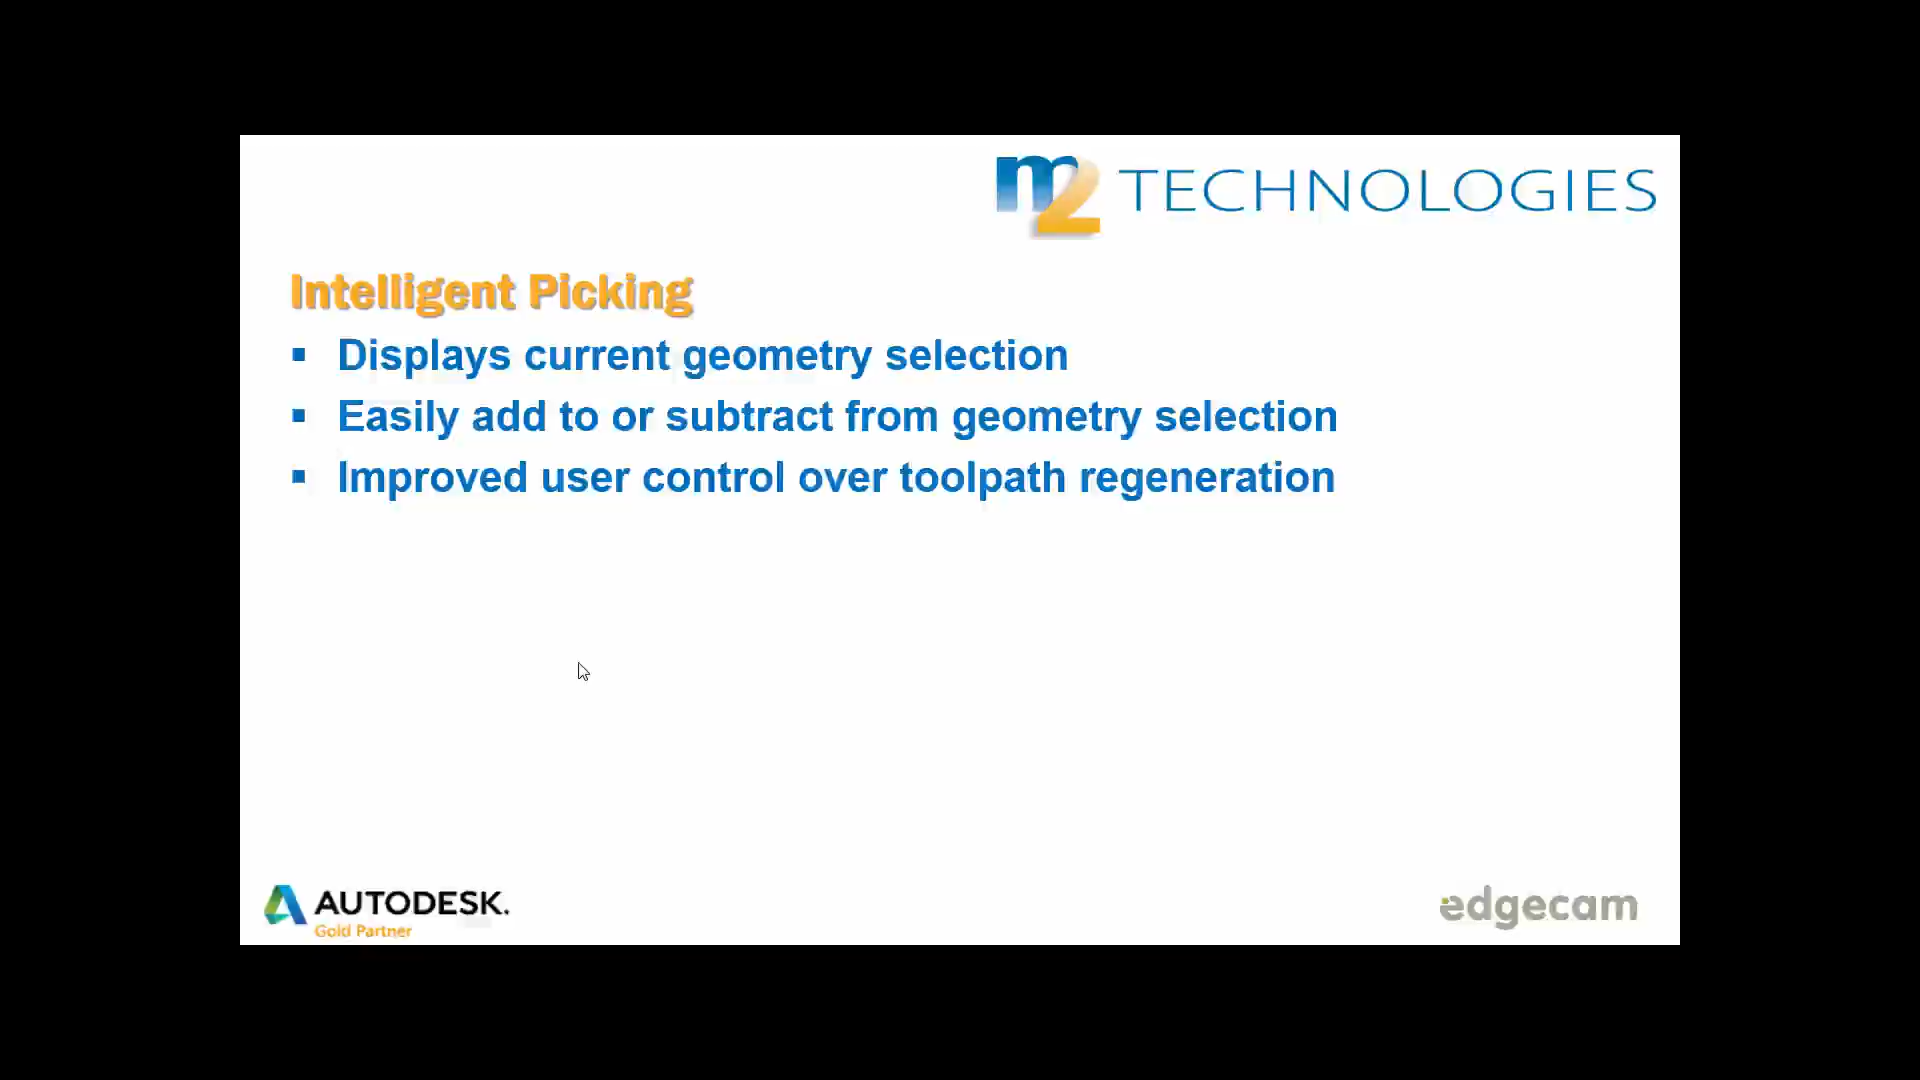 m2 TECHNOLOGIES
Intelligent Picking
▪ Displays current geometry selection
▪ Easily add to or subtract from geometry selection
▪ Improved user control over toolpath regeneration
AUTODESK.
Gold Partner
edgecam